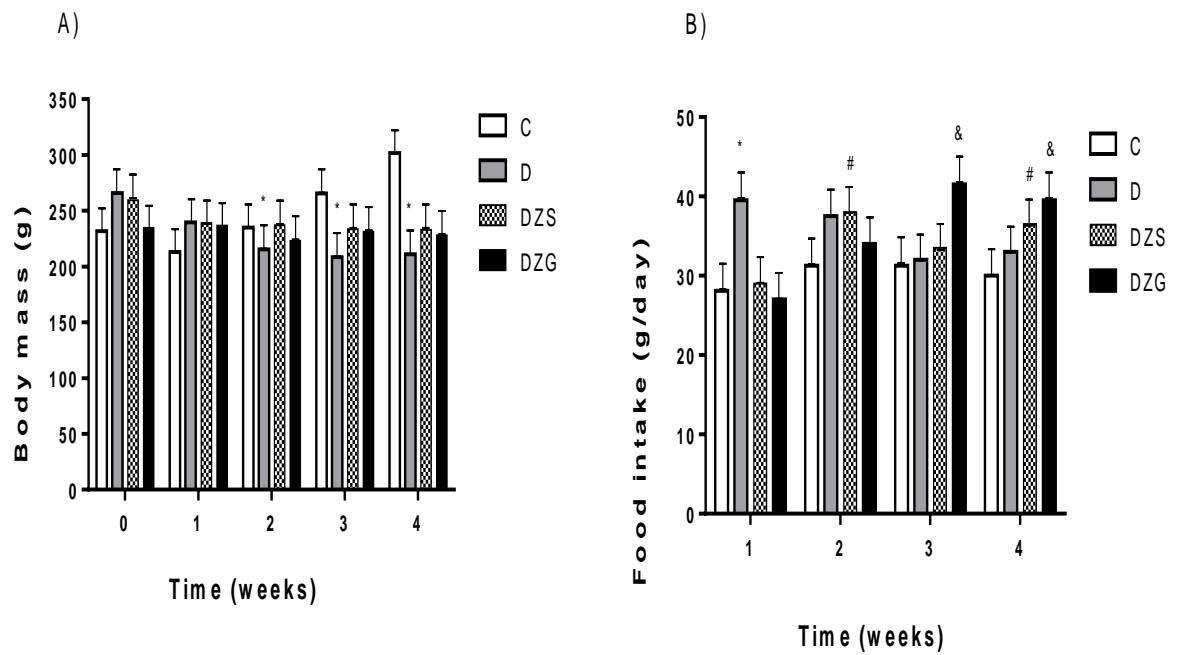 A)
Body mass (g)
350
300
250
200
150
100
50
0
* * *
0 1 2 3 4
Time (weeks)
C
D
DZS
DZG
B)
Food intake (g/day)
50
40
30
20
10
0
* # & # &
1 2 3 4
Time (weeks)
C
D
DZS
DZG